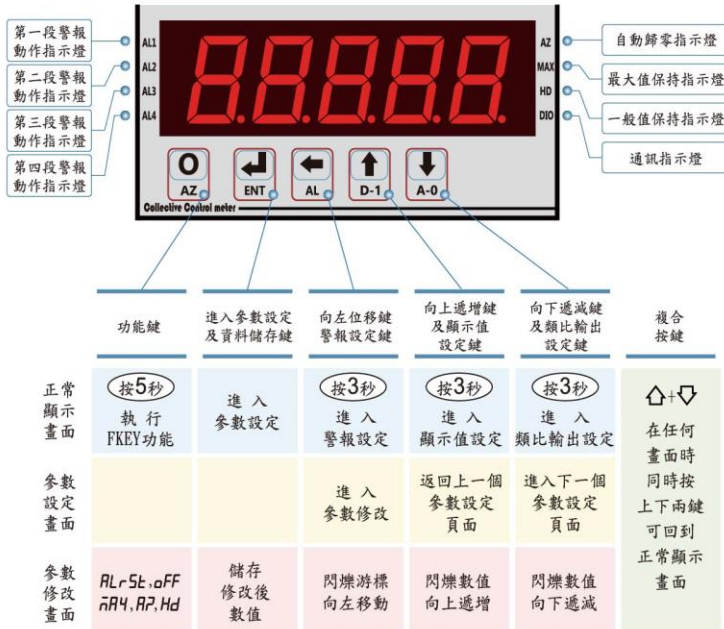 第一段警報
動作指示燈
第二段警報
動作指示燈
第三段警報
動作指示燈
第四段警報
動作指示燈
AL1
AL2
AL3
AL4
8.8.8.8.8
AZ
MAX
HD
DIO
自動歸零指示燈
最大值保持指示燈
一般值保持指示燈
通訊指示燈
AZ
ENT
AL
D-1
A-0
Collective Control meter
功能鍵
進入參數設定
及資料儲存鍵
向左位移鍵
警報設定鍵
向上遞增鍵
及顯示值
設定鍵
向下遞減鍵
及類比輸出
設定鍵
複合
按鍵
正常
顯示
畫面
按5秒
執行
FKEY功能
進入
參數設定
按3秒
進入
警報設定
按3秒
進入
顯示值設定
按3秒
進入
類比輸出設定
參數
設定
畫面
進入
參數修改
返回上一個
參數設定
頁面
進入下一個
參數設定
頁面
參數
修改
畫面
ALrSt,oFF
儲存
修改後
數值
閃爍游標
向左移動
閃爍數值
向上遞增
閃爍數值
向下遞減
+
在任何
畫面時
同時按
上下兩鍵
可回到
正常顯示
畫面